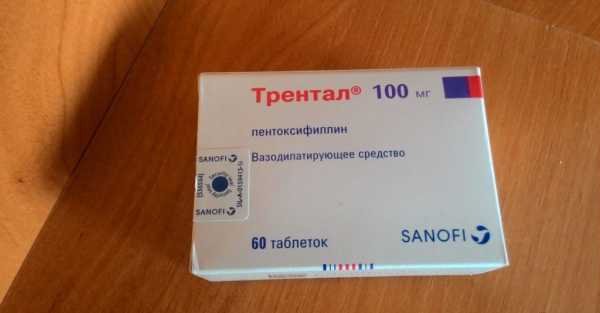 Трентал® 100 мг
пентоксифиллин
Вазодилатирующее средство
SANOFI
SANOFI
60 таблеток
SANOFI